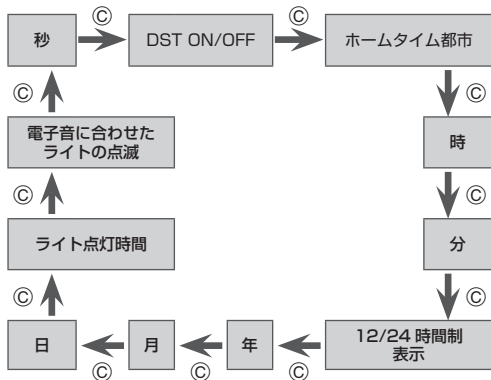 秒
Ⓒ
DST ON/OFF
Ⓒ
ホームタイム都市
Ⓒ
時
Ⓒ
分
Ⓒ
12/24 時間制
表示
Ⓒ
年
Ⓒ
月
Ⓒ
日
Ⓒ
ライト点灯時間
Ⓒ
電子音に合わせた
ライトの点滅
Ⓒ